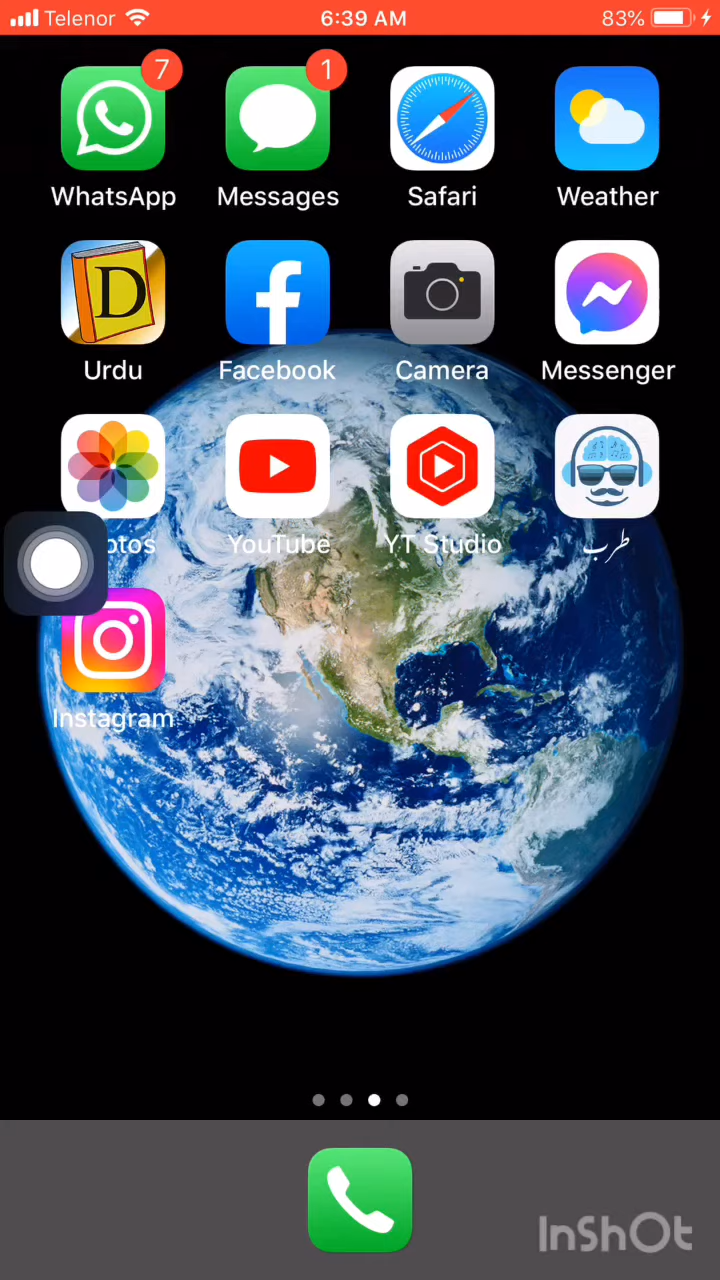 Telenor 6:39 AM 83%
7 1
WhatsApp Messages Safari Weather
D
Urdu Facebook Camera Messenger
otos YouTube YT Studio طرب
Instagram
InShOt